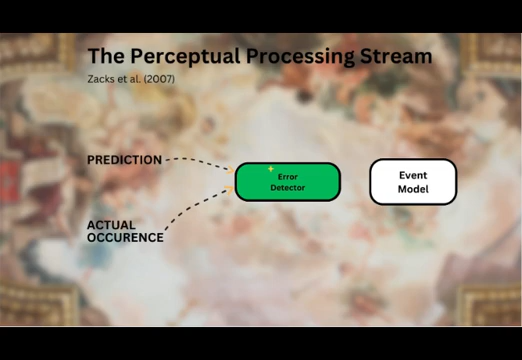 The Perceptual Processing Stream
Zacks et al. (2007)
PREDICTION
Error
Detector
Event
Model
ACTUAL
OCCURENCE